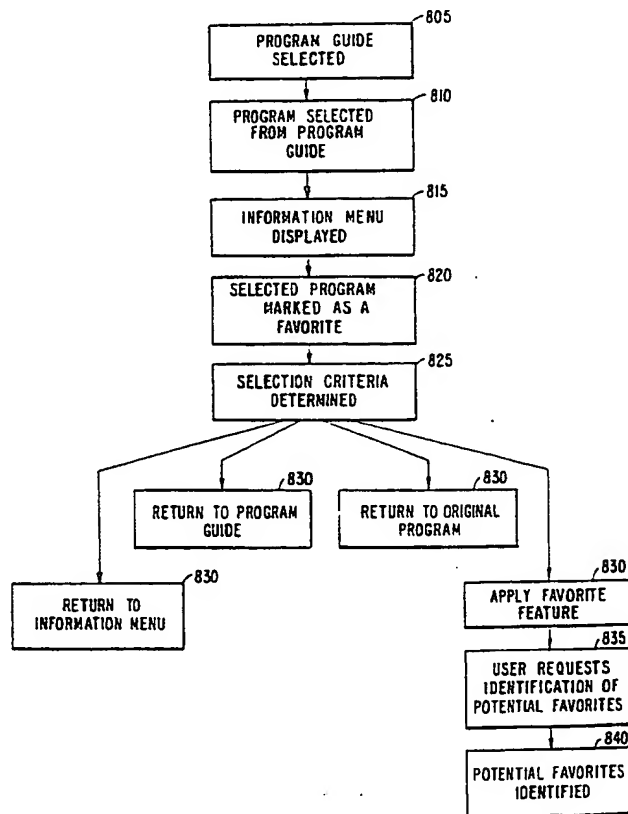 805
PROGRAM GUIDE
SELECTED
810
PROGRAM SELECTED
FROM PROGRAM
GUIDE
815
INFORMATION MENU
DISPLAYED
820
SELECTED PROGRAM
MARKED AS A
FAVORITE
825
SELECTION CRITERIA
DETERMINED
830
RETURN TO PROGRAM
GUIDE
830
RETURN TO ORIGINAL
PROGRAM
830
RETURN TO
INFORMATION MENU
830
APPLY FAVORITE
FEATURE
835
USER REQUESTS
IDENTIFICATION OF
POTENTIAL FAVORITES
840
POTENTIAL FAVORITES
IDENTIFIED